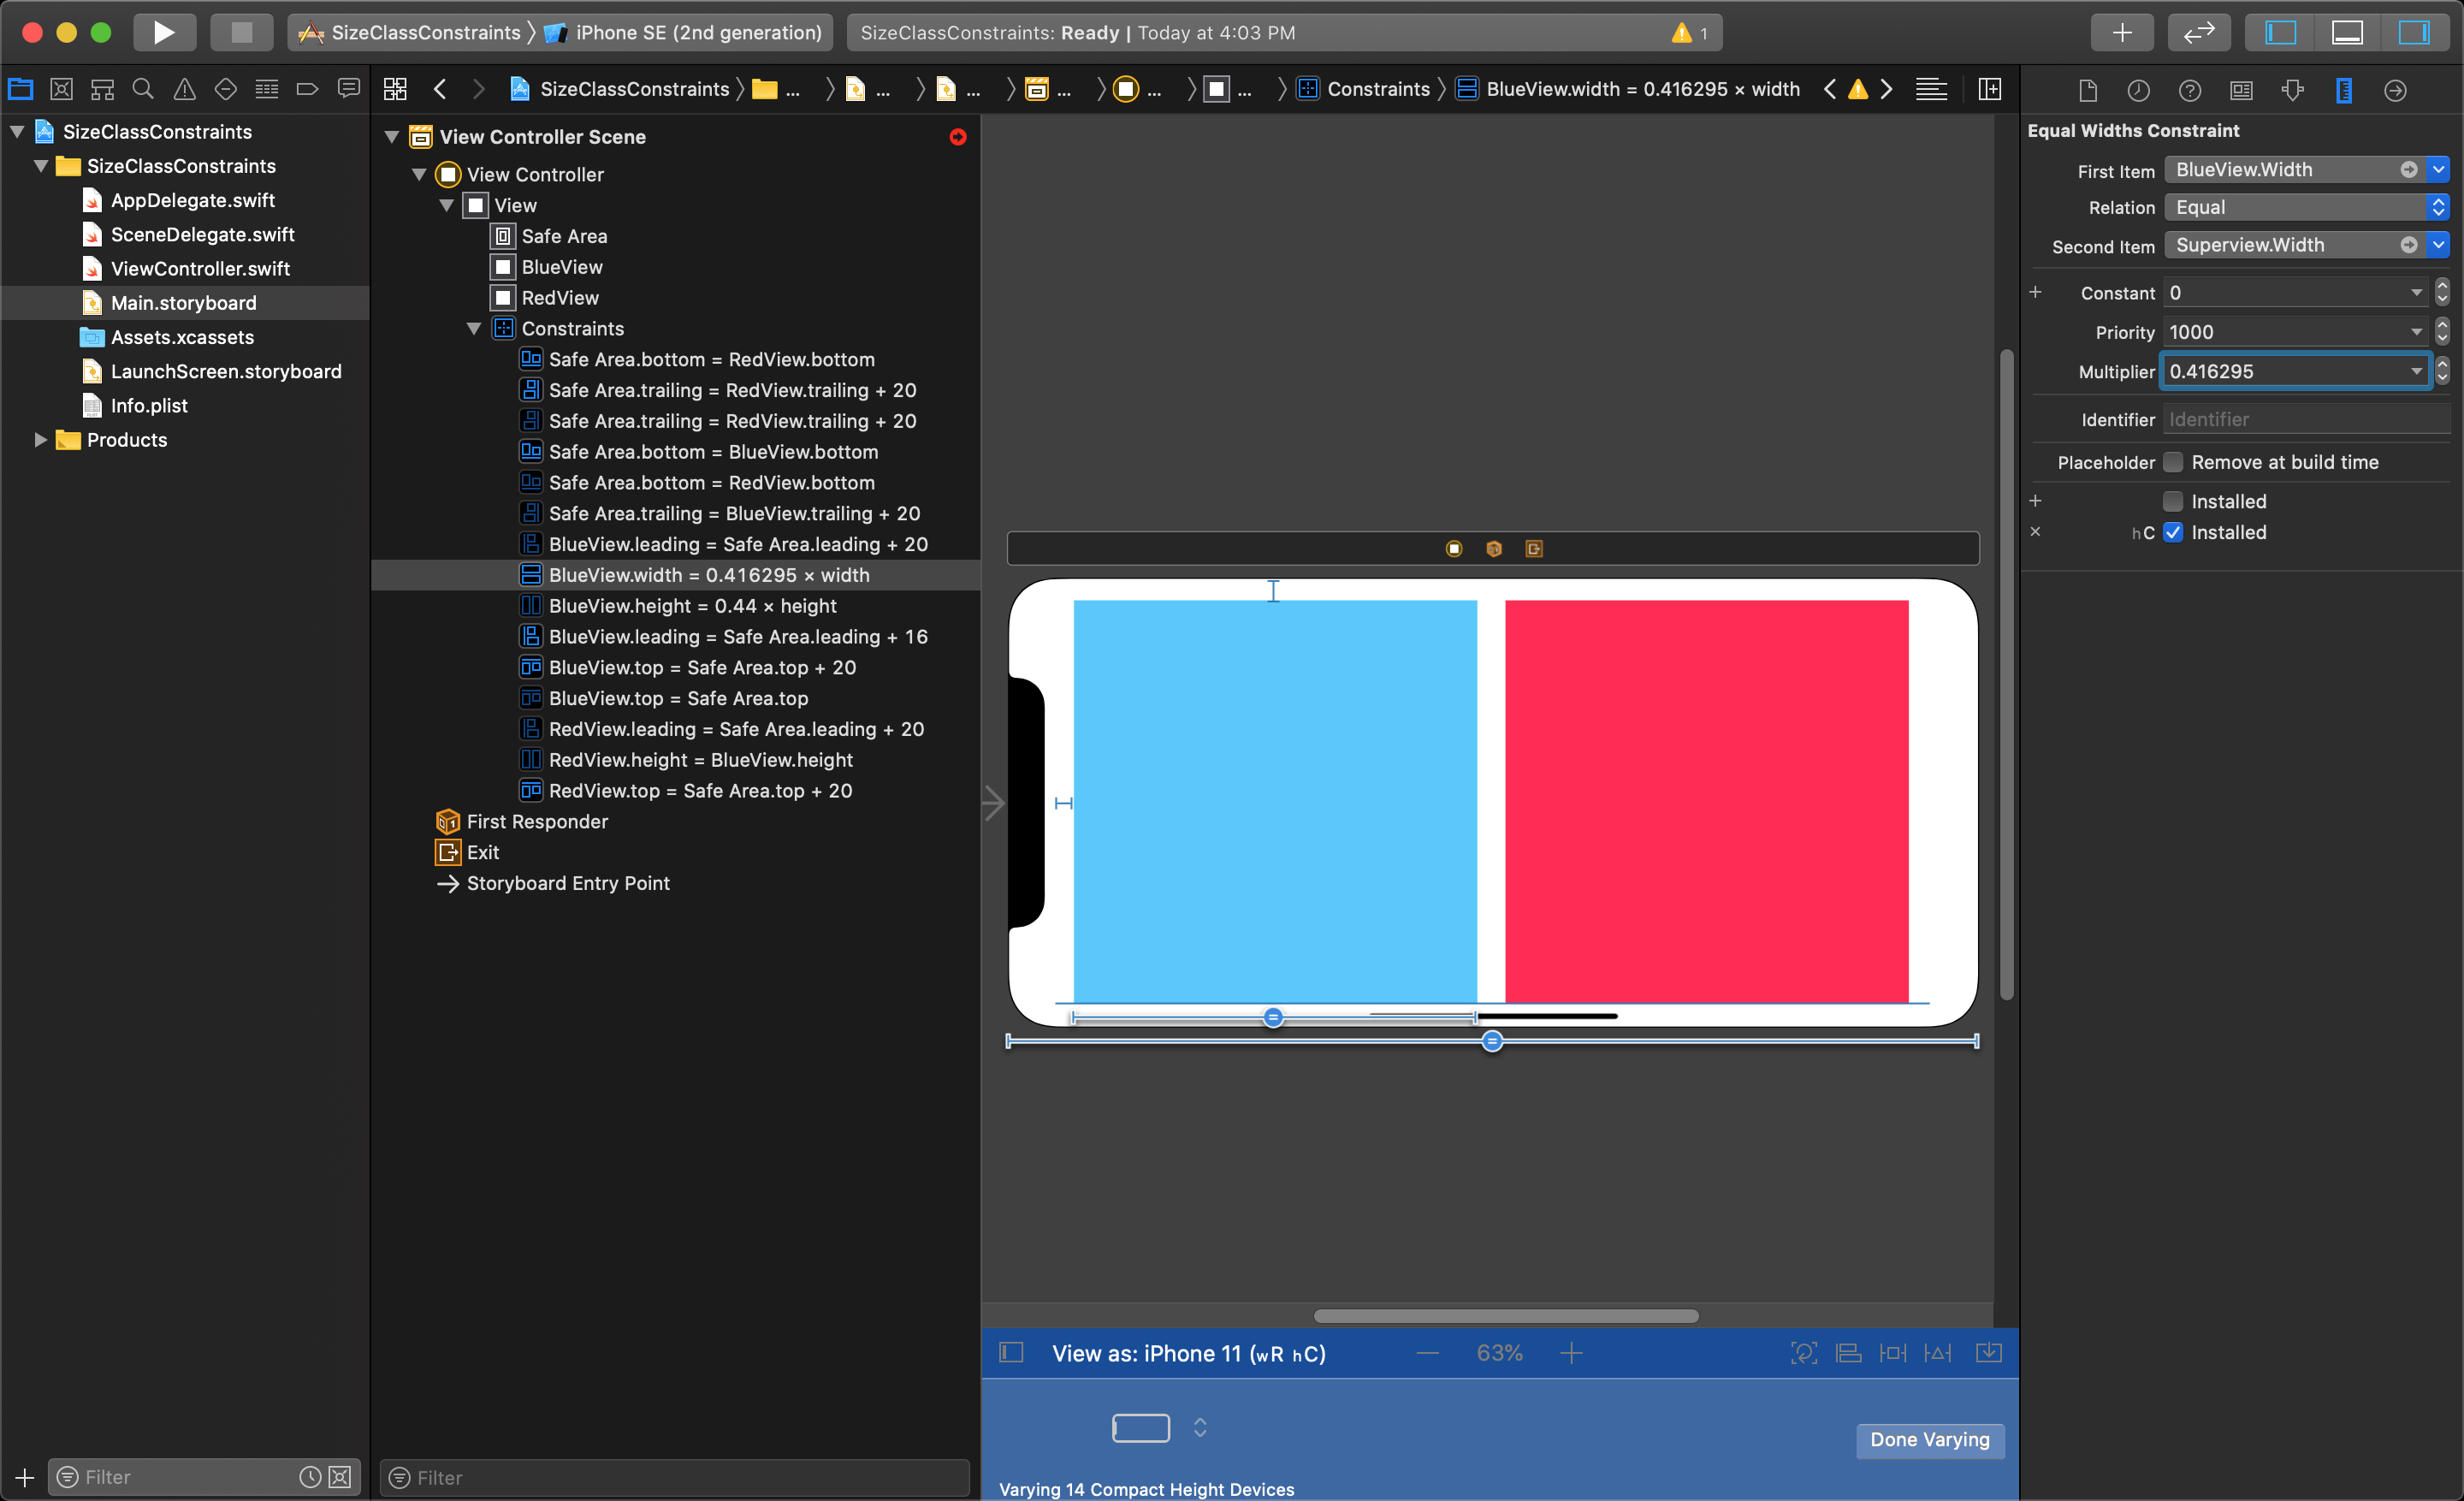 SizeClassConstraints
iPhone SE (2nd generation)
SizeClassConstraints: Ready | Today at 4:03 PM
1
SizeClassConstraints
...
...
...
...
...
...
Constraints
BlueView.width = 0.416295 × width
SizeClassConstraints
SizeClassConstraints
AppDelegate.swift
SceneDelegate.swift
ViewController.swift
Main.storyboard
Assets.xcassets
LaunchScreen.storyboard
Info.plist
Products
Filter
View Controller Scene
View Controller
View
Safe Area
BlueView
RedView
Constraints
Safe Area.bottom = RedView.bottom
Safe Area.trailing = RedView.trailing + 20
Safe Area.trailing = RedView.trailing + 20
Safe Area.bottom = BlueView.bottom
Safe Area.bottom = RedView.bottom
Safe Area.trailing = BlueView.trailing + 20
BlueView.leading = Safe Area.leading + 20
BlueView.width = 0.416295 × width
BlueView.height = 0.44 × height
BlueView.leading = Safe Area.leading + 16
BlueView.top = Safe Area.top + 20
BlueView.top = Safe Area.top
RedView.leading = Safe Area.leading + 20
RedView.height = BlueView.height
RedView.top = Safe Area.top + 20
First Responder
Exit
Storyboard Entry Point
Filter
View as: iPhone 11 (wR hC)
63%
Done Varying
Varying 14 Compact Height Devices
Equal Widths Constraint
First Item BlueView.Width
Relation Equal
Second Item Superview.Width
Constant 0
Priority 1000
Multiplier 0.416295
Identifier Identifier
Placeholder Remove at build time
Installed
hC Installed